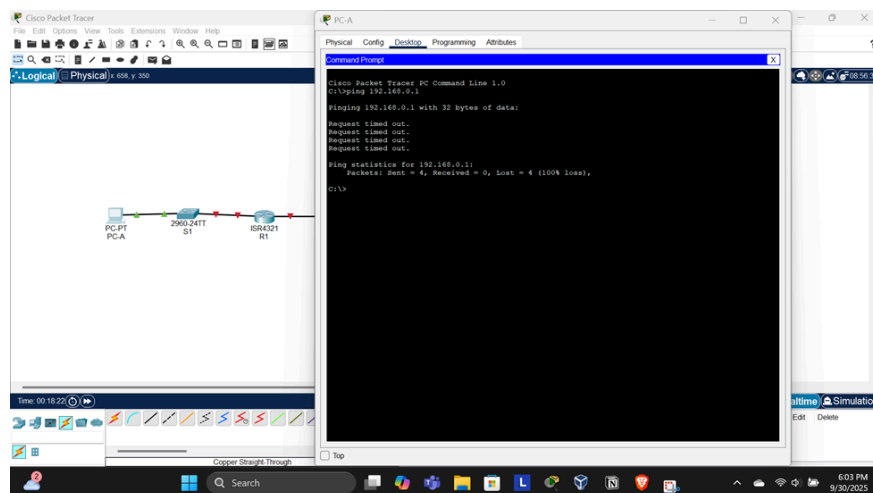 Cisco Packet Tracer
File Edit Options View Tools Extensions Window Help
Logical Physical x: 658, y: 350
PC-PT
PC-A
2960-24TT
S1
ISR4321
R1
Time: 00:18:22
Copper Straight-Through
PC-A
Physical Config Desktop Programming Attributes
Command Prompt X
Cisco Packet Tracer PC Command Line 1.0
C:\>ping 192.168.0.1
Pinging 192.168.0.1 with 32 bytes of data:
Request timed out.
Request timed out.
Request timed out.
Request timed out.
Ping statistics for 192.168.0.1:
Packets: Sent = 4, Received = 0, Lost = 4 (100% loss),
C:\>
Top
08:56:3
ealtime Simulatio
Edit Delete
Search
6:03 PM
9/30/2025